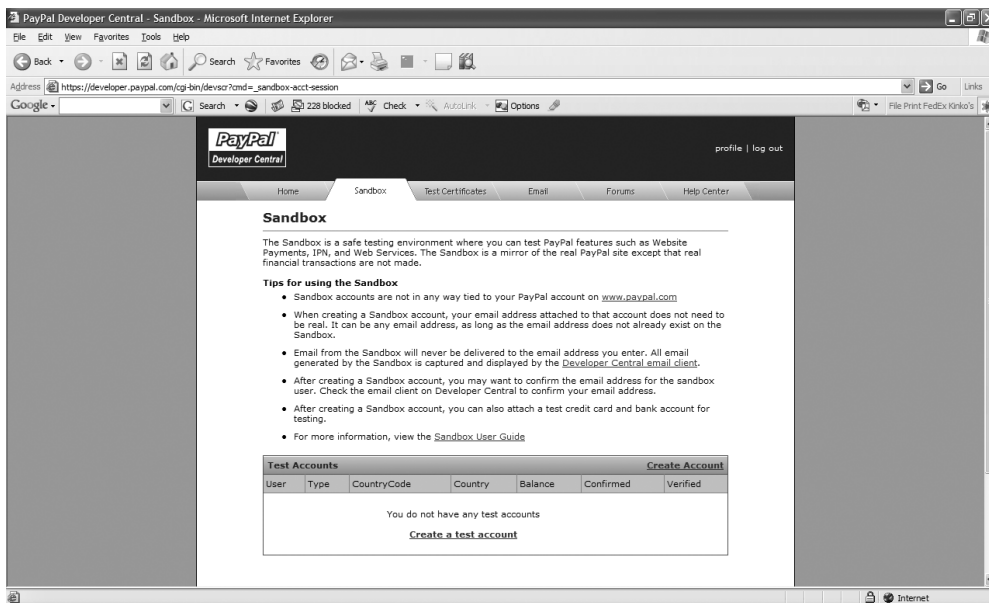 PayPal Developer Central - Sandbox - Microsoft Internet Explorer
File Edit View Favorites Tools Help
Back Search Favorites
Address https://developer.paypal.com/cgi-bin/devscr?cmd=_sandbox-acct-session Go Links
Google Search 228 blocked ABC Check AutoLink Options File Print FedEx Kinko's
PayPal
Developer Central
profile | log out
Home Sandbox Test Certificates Email Forums Help Center
Sandbox
The Sandbox is a safe testing environment where you can test PayPal features such as Website
Payments, IPN, and Web Services. The Sandbox is a mirror of the real PayPal site except that real
financial transactions are not made.
Tips for using the Sandbox
• Sandbox accounts are not in any way tied to your PayPal account on www.paypal.com
• When creating a Sandbox account, your email address attached to that account does not need to
be real. It can be any email address, as long as the email address does not already exist on the
Sandbox.
• Email from the Sandbox will never be delivered to the email address you enter. All email
generated by the Sandbox is captured and displayed by the Developer Central email client.
• After creating a Sandbox account, you may want to confirm the email address for the sandbox
user. Check the email client on Developer Central to confirm your email address.
• After creating a Sandbox account, you can also attach a test credit card and bank account for
testing.
• For more information, view the Sandbox User Guide
Test Accounts Create Account
User Type CountryCode Country Balance Confirmed Verified
You do not have any test accounts
Create a test account
Internet